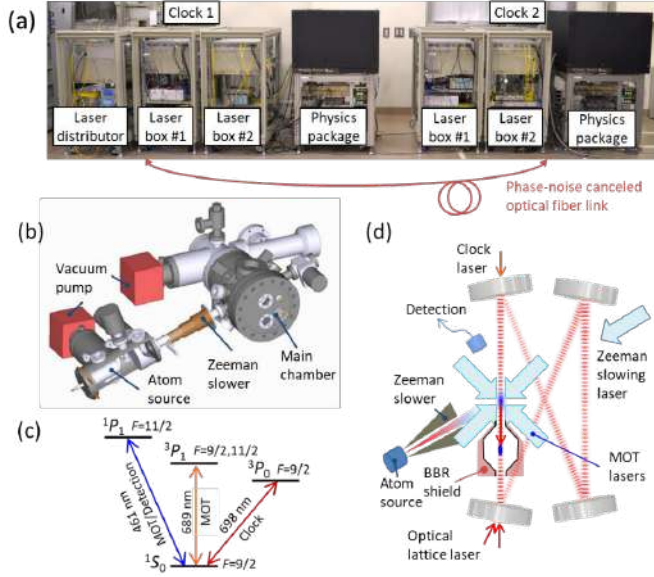 (a)
Clock 1
Clock 2
Laser
distributor
Laser
box #1
Laser
box #2
Physics
package
Laser
box #1
Laser
box #2
Physics
package
Phase-noise canceled
optical fiber link
(b)
Vacuum
pump
Atom
source
Zeeman
slower
Main
chamber
(c)
¹P₁ F=11/2
³P₁ F=9/2,11/2
³P₀ F=9/2
461 nm
MOT/Detection
689 nm
MOT
698 nm
Clock
¹S₀ F=9/2
(d)
Clock
laser
Detection
Zeeman
slower
Zeeman
slowing
laser
Atom
source
BBR
shield
MOT
lasers
Optical
lattice laser